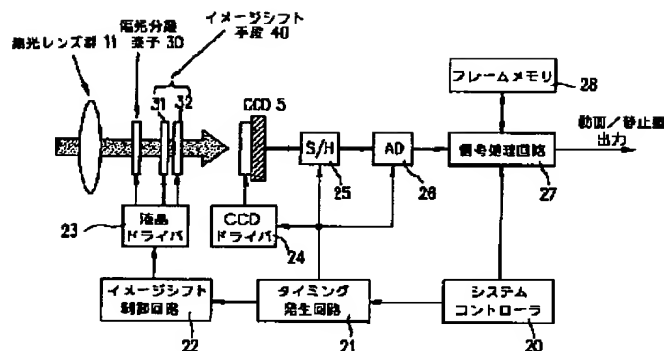 イメージシフト
手段 40
偏光分離
素子 30
集光レンズ群 11
31
32
CCD 5
フレームメモリ
28
動画/静止画
出力
S/H
25
AD
26
信号処理回路
27
液晶
ドライバ
23
CCD
ドライバ
24
イメージシフト
制御回路
22
タイミング
発生回路
21
システム
コントローラ
20